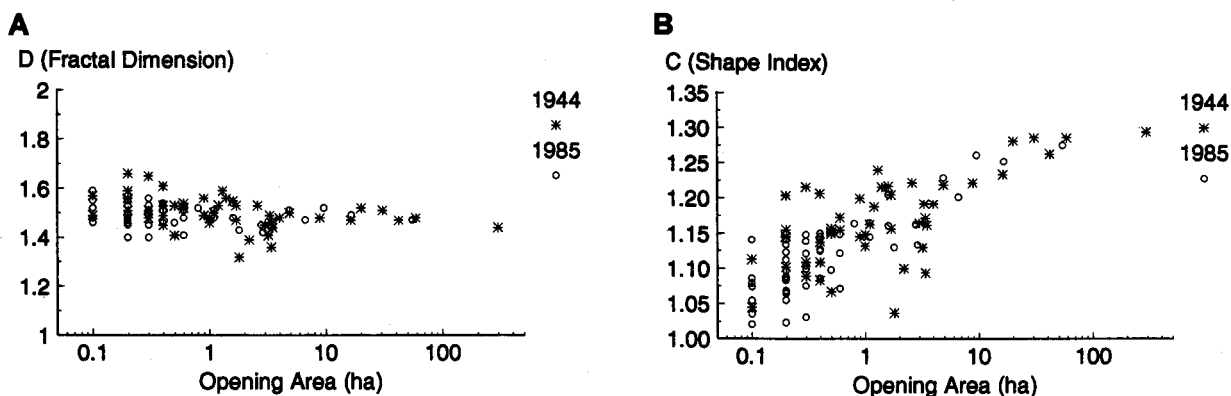 A
D (Fractal Dimension)
2
1.8
1.6
1.4
1.2
1
0.1 1 10 100
Opening Area (ha)
1944
1985
B
C (Shape Index)
1.35
1.30
1.25
1.20
1.15
1.10
1.05
1.00
0.1 1 10 100
Opening Area (ha)
1944
1985